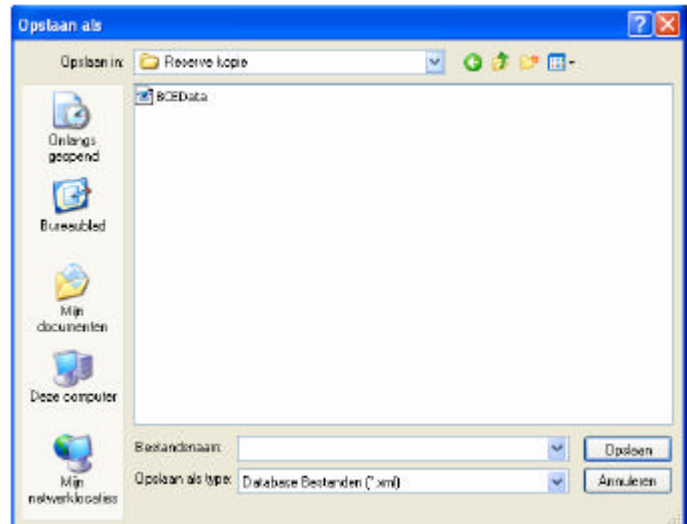 Opslaan als
Opslaan in:
Reserve kopie
BCEData
Onlangs
geopend
Bureaublad
Mijn
documenten
Deze computer
Mijn
netwerklocaties
Bestandsnaam:
Opslaan
Opslaan als type:
Database Bestanden (*.xml)
Annuleren